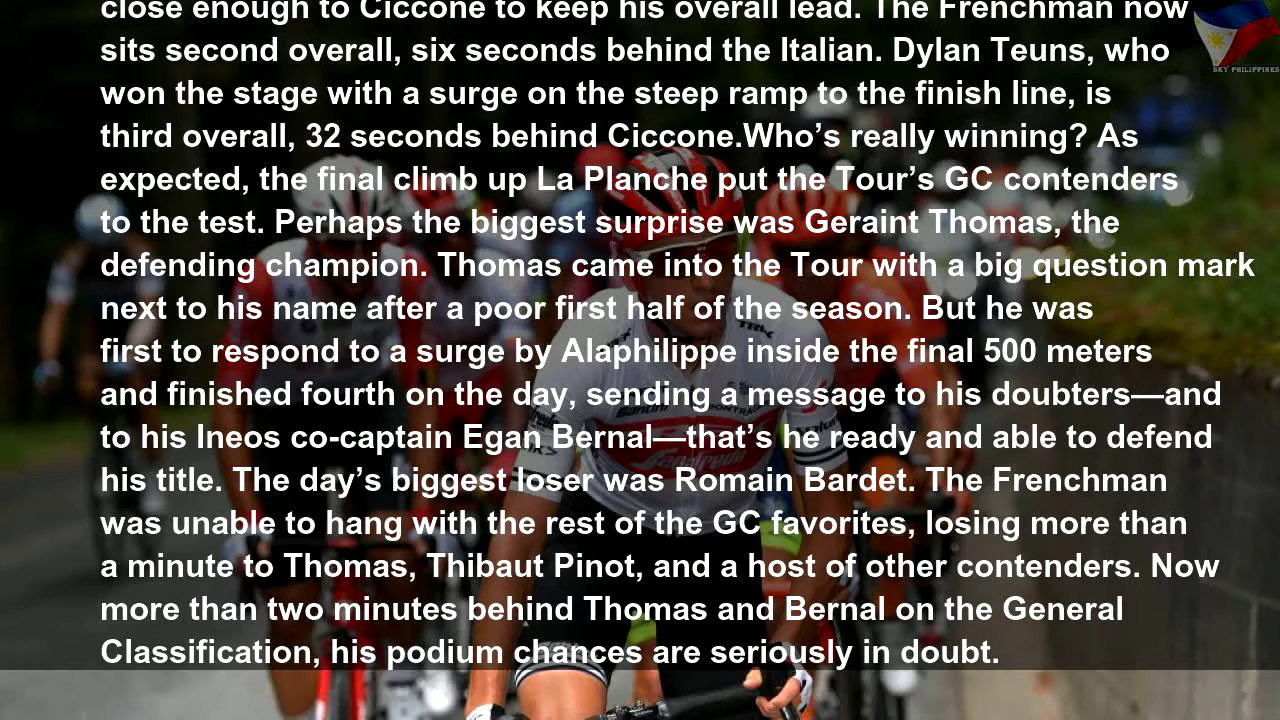 close enough to Ciccone to keep his overall lead. The Frenchman now
sits second overall, six seconds behind the Italian. Dylan Teuns, who
won the stage with a surge on the steep ramp to the finish line, is
third overall, 32 seconds behind Ciccone.Who’s really winning? As
expected, the final climb up La Planche put the Tour’s GC contenders
to the test. Perhaps the biggest surprise was Geraint Thomas, the
defending champion. Thomas came into the Tour with a big question mark
next to his name after a poor first half of the season. But he was
first to respond to a surge by Alaphilippe inside the final 500 meters
and finished fourth on the day, sending a message to his doubters—and
to his Ineos co-captain Egan Bernal—that’s he ready and able to defend
his title. The day’s biggest loser was Romain Bardet. The Frenchman
was unable to hang with the rest of the GC favorites, losing more than
a minute to Thomas, Thibaut Pinot, and a host of other contenders. Now
more than two minutes behind Thomas and Bernal on the General
Classification, his podium chances are seriously in doubt.
SKY PHILIPPINES
TREK
Santini